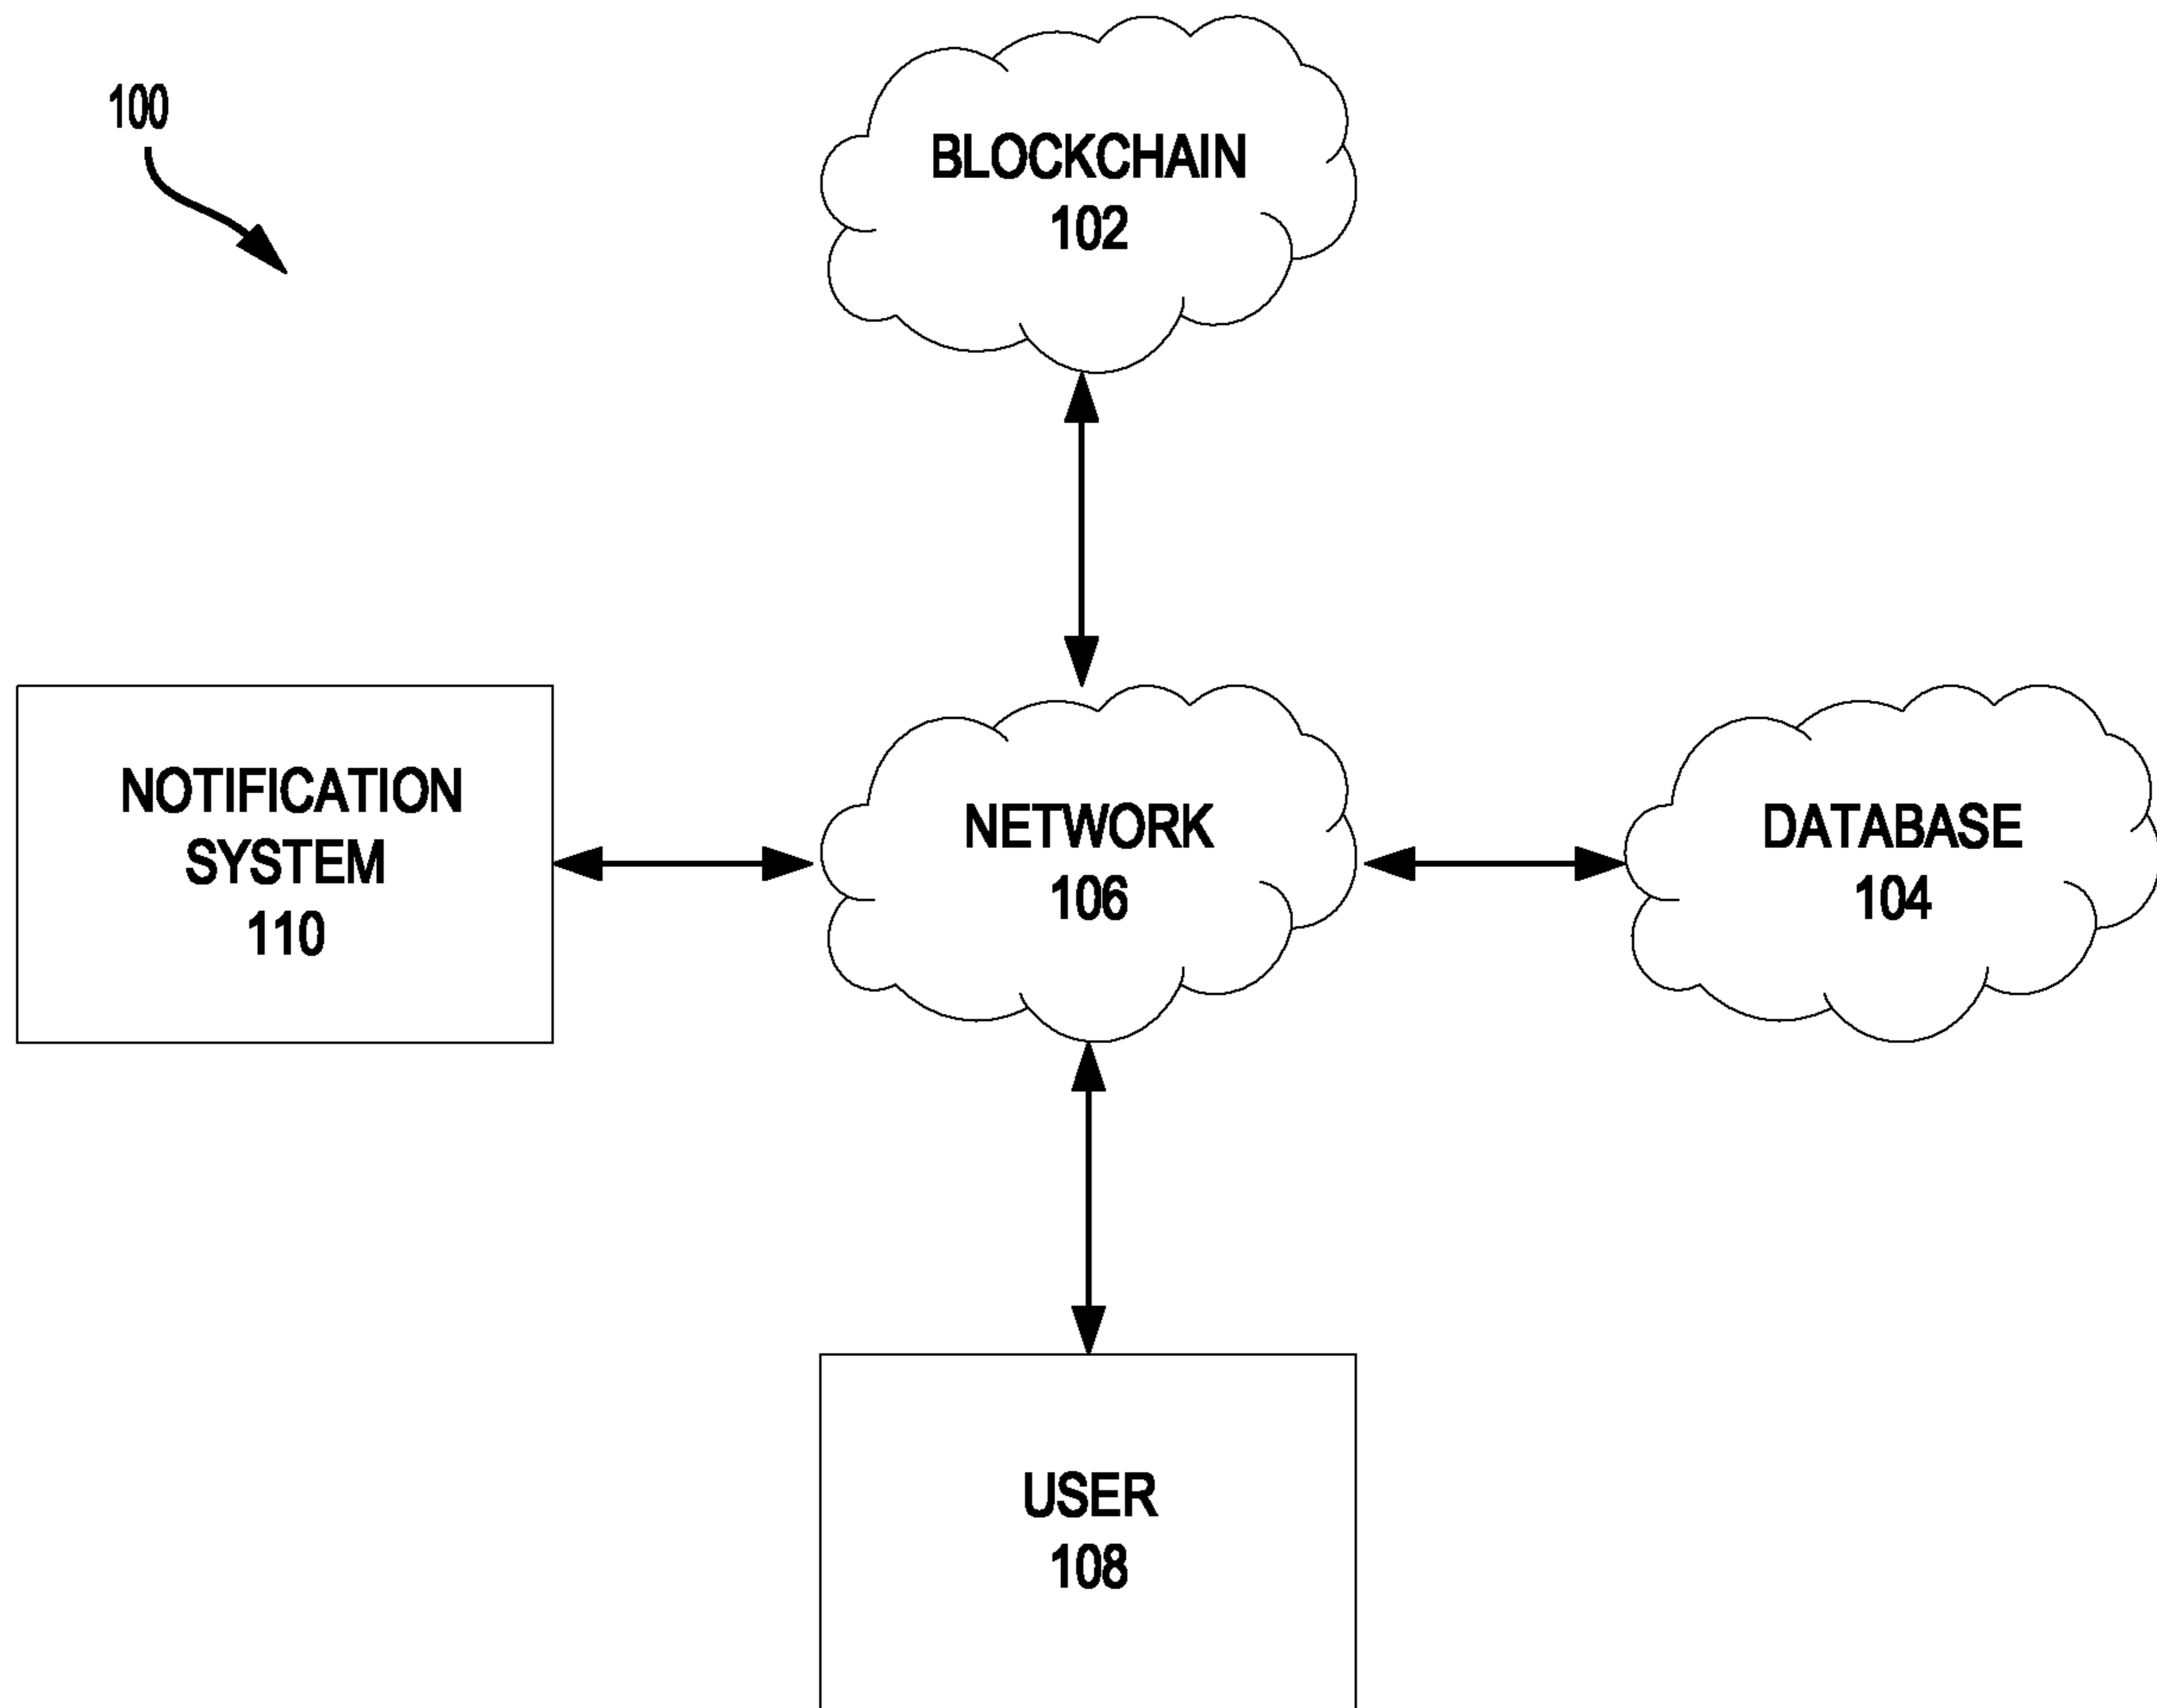 100
BLOCKCHAIN
102
NOTIFICATION
SYSTEM
110
NETWORK
106
DATABASE
104
USER
108